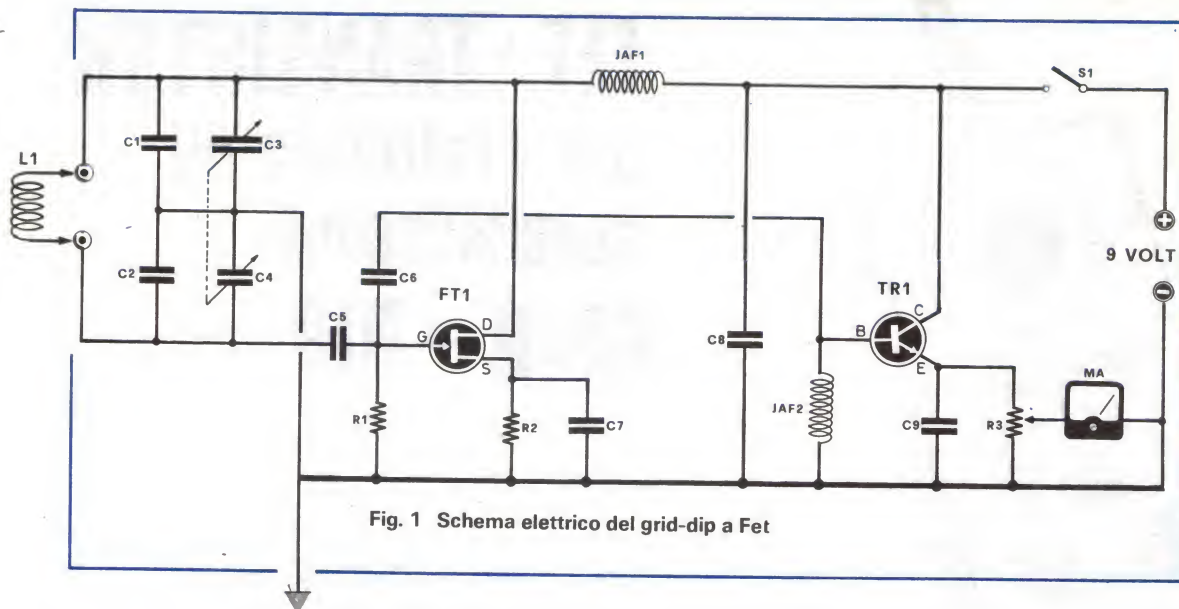 JAF1
S1
L1
C1
C3
C2
C4
C6
C5
FT1
G
D
S
R1
R2
C7
C8
JAF2
TR1
B
C
E
C9
R3
MA
+
9 VOLT
−
Fig. 1 Schema elettrico del grid-dip a Fet